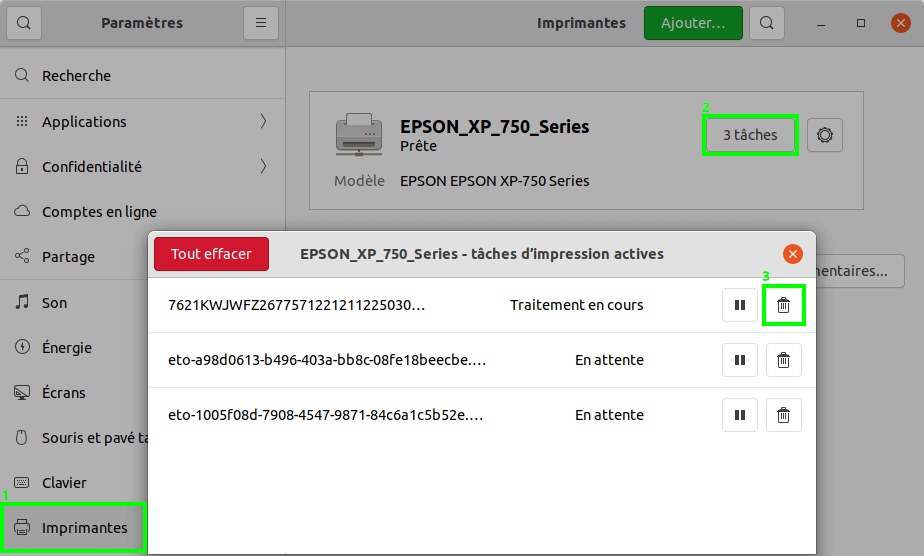 Paramètres
Imprimantes
Ajouter...
Recherche
Applications
Confidentialité
Comptes en ligne
Partage
Son
Énergie
Écrans
Souris et pavé ta
Clavier
1
Imprimantes
2
EPSON_XP_750_Series
3 tâches
Prête
Modèle EPSON EPSON XP-750 Series
mentaires...
Tout effacer
EPSON_XP_750_Series - tâches d’impression actives
3
7621KWJWFZ2677571221211225030… Traitement en cours
eto-a98d0613-b496-403a-bb8c-08fe18beecbe.… En attente
eto-1005f08d-7908-4547-9871-84c6a1c5b52e.… En attente